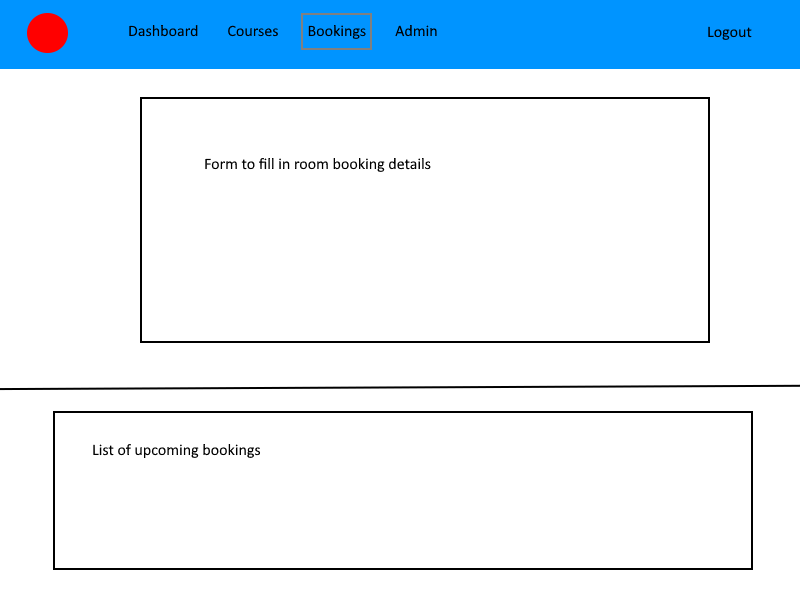 Dashboard Courses Bookings Admin Logout
Form to fill in room booking details
List of upcoming bookings